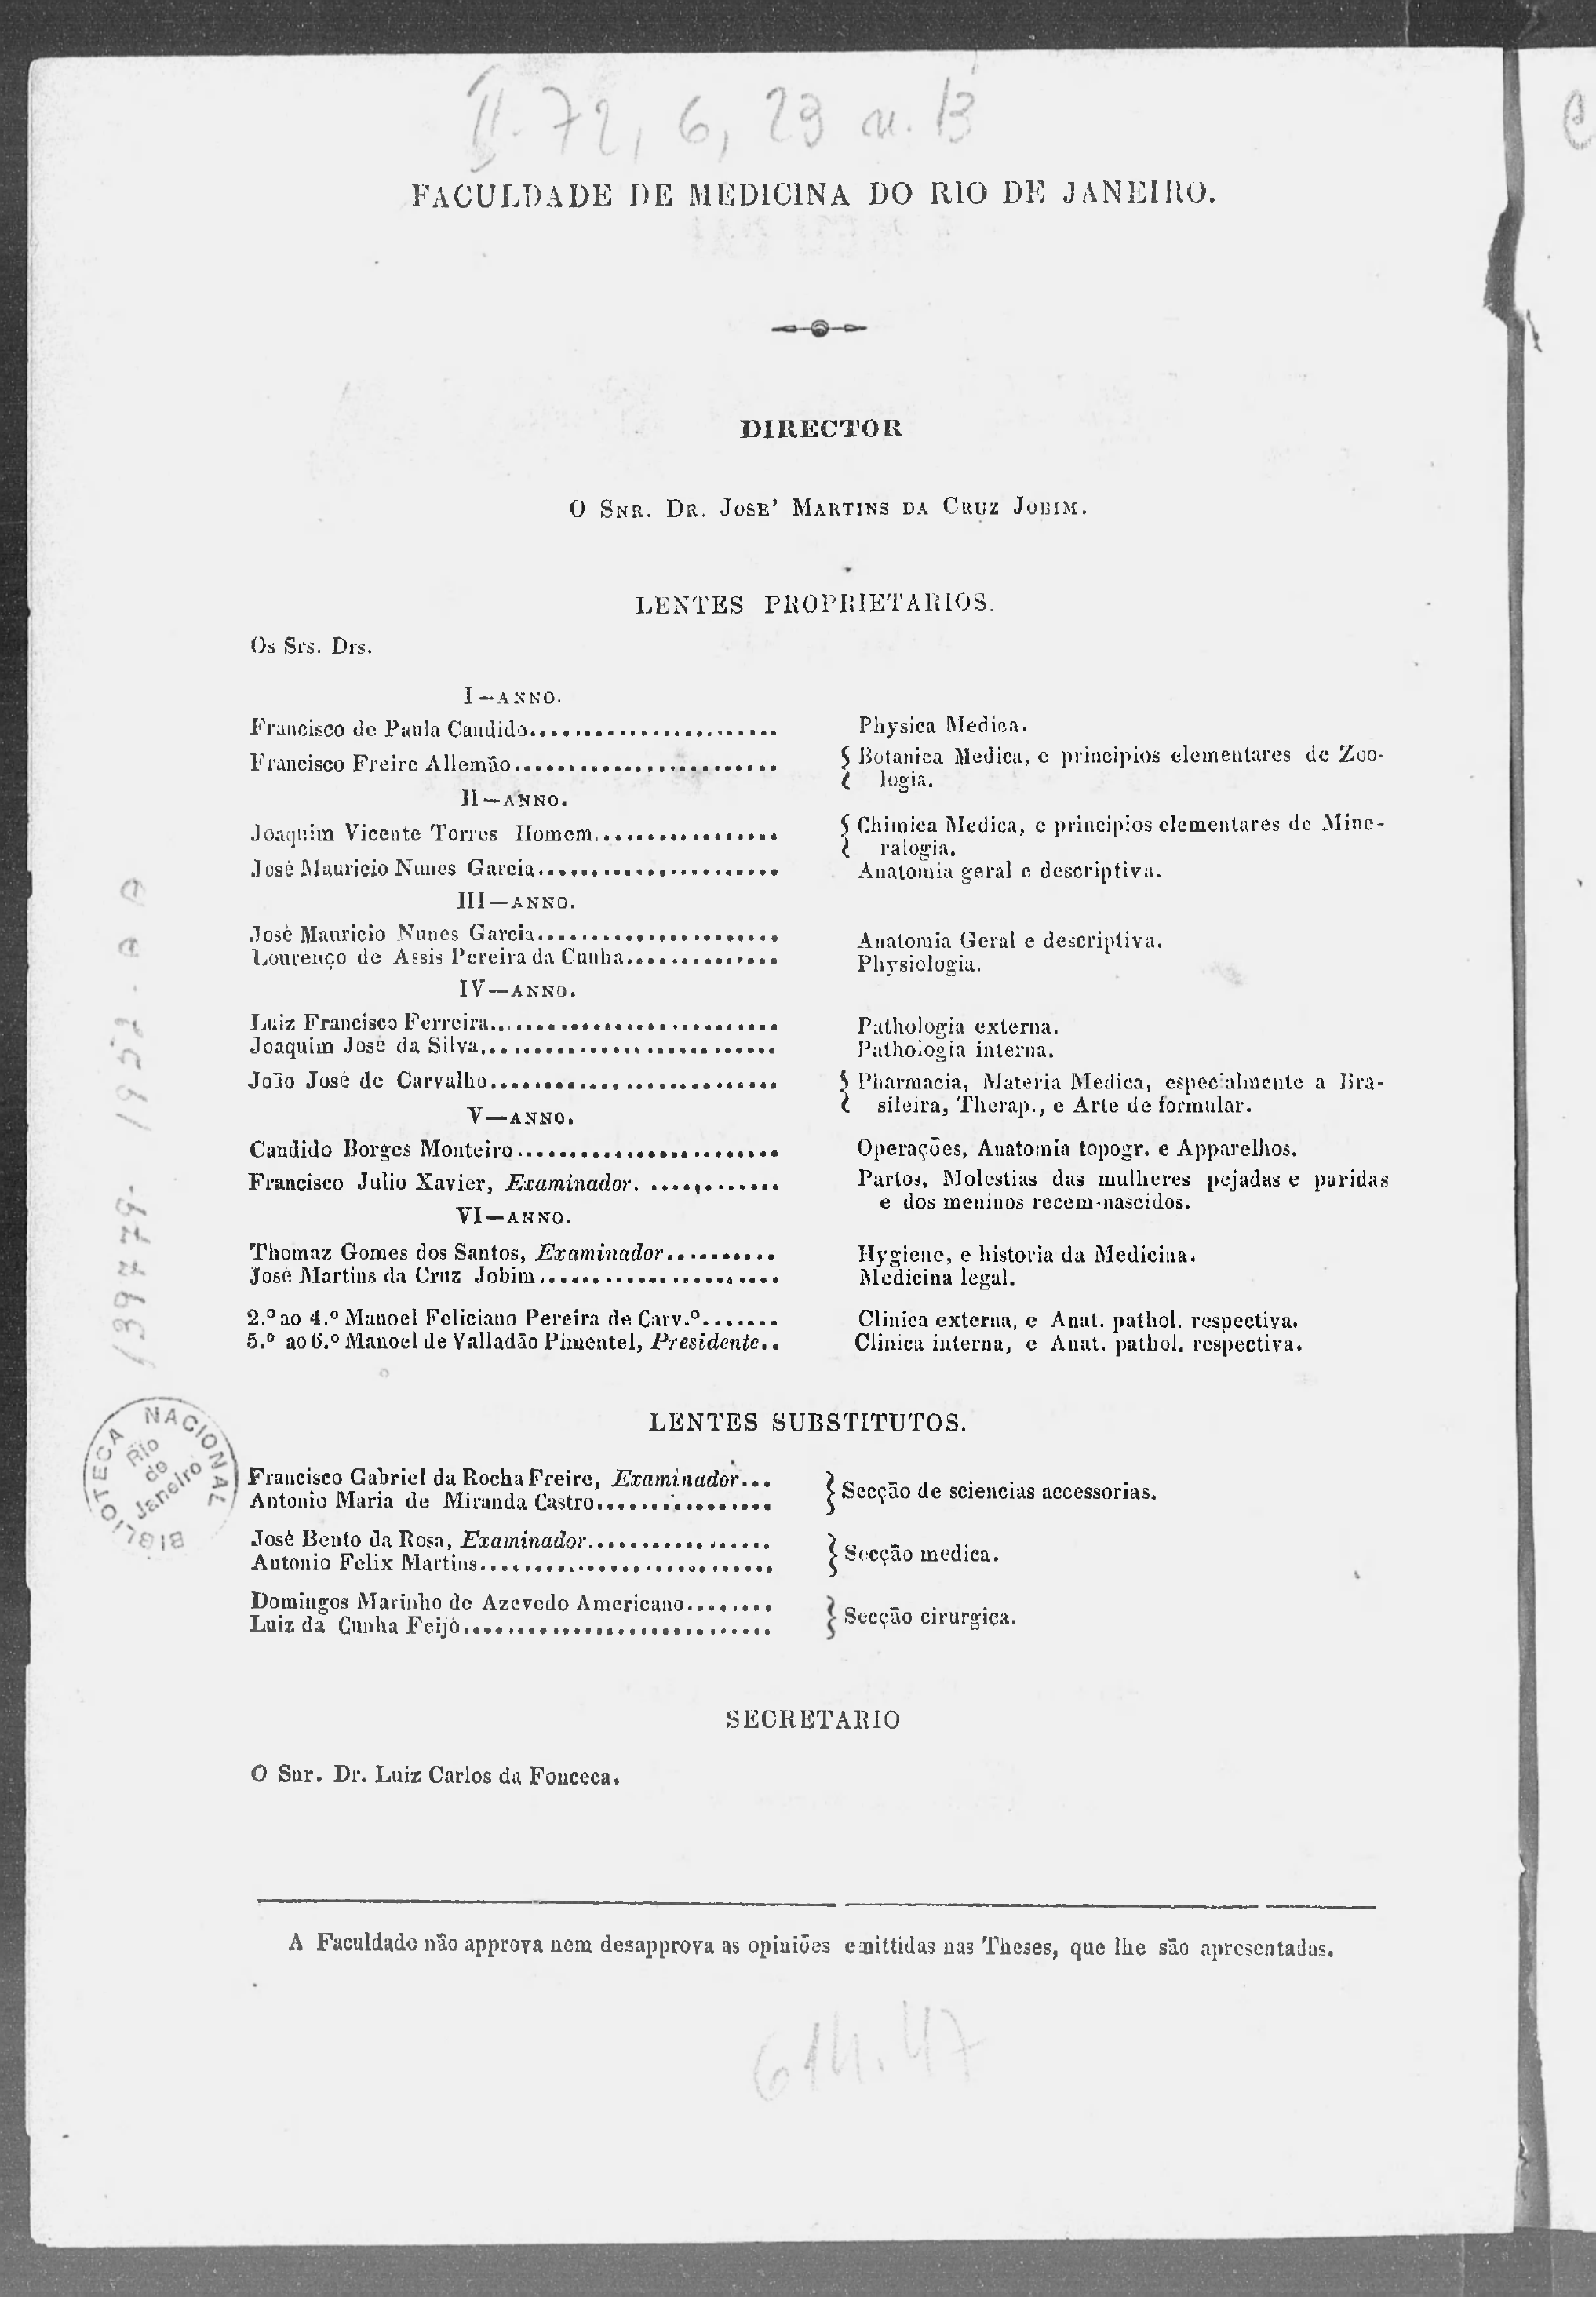 II-72, 6, 23 n. 13
FACULDADE DE MEDICINA DO RIO DE JANEIRO.
DIRECTOR
O Snr. Dr. Jose' Martins da Cruz Jobim.
LENTES PROPRIETARIOS.
Os Srs. Drs.
I—ANNO.
Francisco de Paula Candido............................ Physica Medica.
Francisco Freire Allemão.............................. { Botanica Medica, e principios elementares de Zoo-
logia.
II—ANNO.
Joaquim Vicente Torres Homem.................... { Chimica Medica, e principios elementares de Mine-
ralogia.
José Mauricio Nunes Garcia........................... Anatomia geral e descriptiva.
III—ANNO.
José Mauricio Nunes Garcia........................... Anatomia Geral e descriptiva.
Lourenço de Assis Pereira da Cunha................. Physiologia.
IV—ANNO.
Luiz Francisco Ferreira................................ Pathologia externa.
Joaquim José da Silva.................................. Pathologia interna.
João José de Carvalho.................................. { Pharmacia, Materia Medica, especialmente a Bra-
sileira, Therap., e Arte de formular.
V—ANNO.
Candido Borges Monteiro.............................. Operações, Anatomia topogr. e Apparelhos.
Francisco Julio Xavier, Examinador. ............... Partos, Molestias das mulheres pejadas e paridas
e dos meninos recem-nascidos.
VI—ANNO.
Thomaz Gomes dos Santos, Examinador.......... Hygiene, e historia da Medicina.
José Martins da Cruz Jobim........................... Medicina legal.
2.º ao 4.º Manoel Feliciano Pereira de Carv.º....... Clinica externa, e Anat. pathol. respectiva.
5.º ao 6.º Manoel de Valladão Pimentel, Presidente.. Clinica interna, e Anat. pathol. respectiva.
LENTES SUBSTITUTOS.
Francisco Gabriel da Rocha Freire, Examinador... } Secção de sciencias accessorias.
Antonio Maria de Miranda Castro....................
José Bento da Rosa, Examinador..................... } Secção medica.
Antonio Felix Martins..................................
Domingos Marinho de Azevedo Americano......... } Secção cirurgica.
Luiz da Cunha Feijó....................................
SECRETARIO
O Snr. Dr. Luiz Carlos da Fonceca.
A Faculdade não approva nem desapprova as opiniões emittidas nas Theses, que lhe são apresentadas.
614.47
139779- 1952
BIBLIOTECA NACIONAL
Rio
de
Janeiro